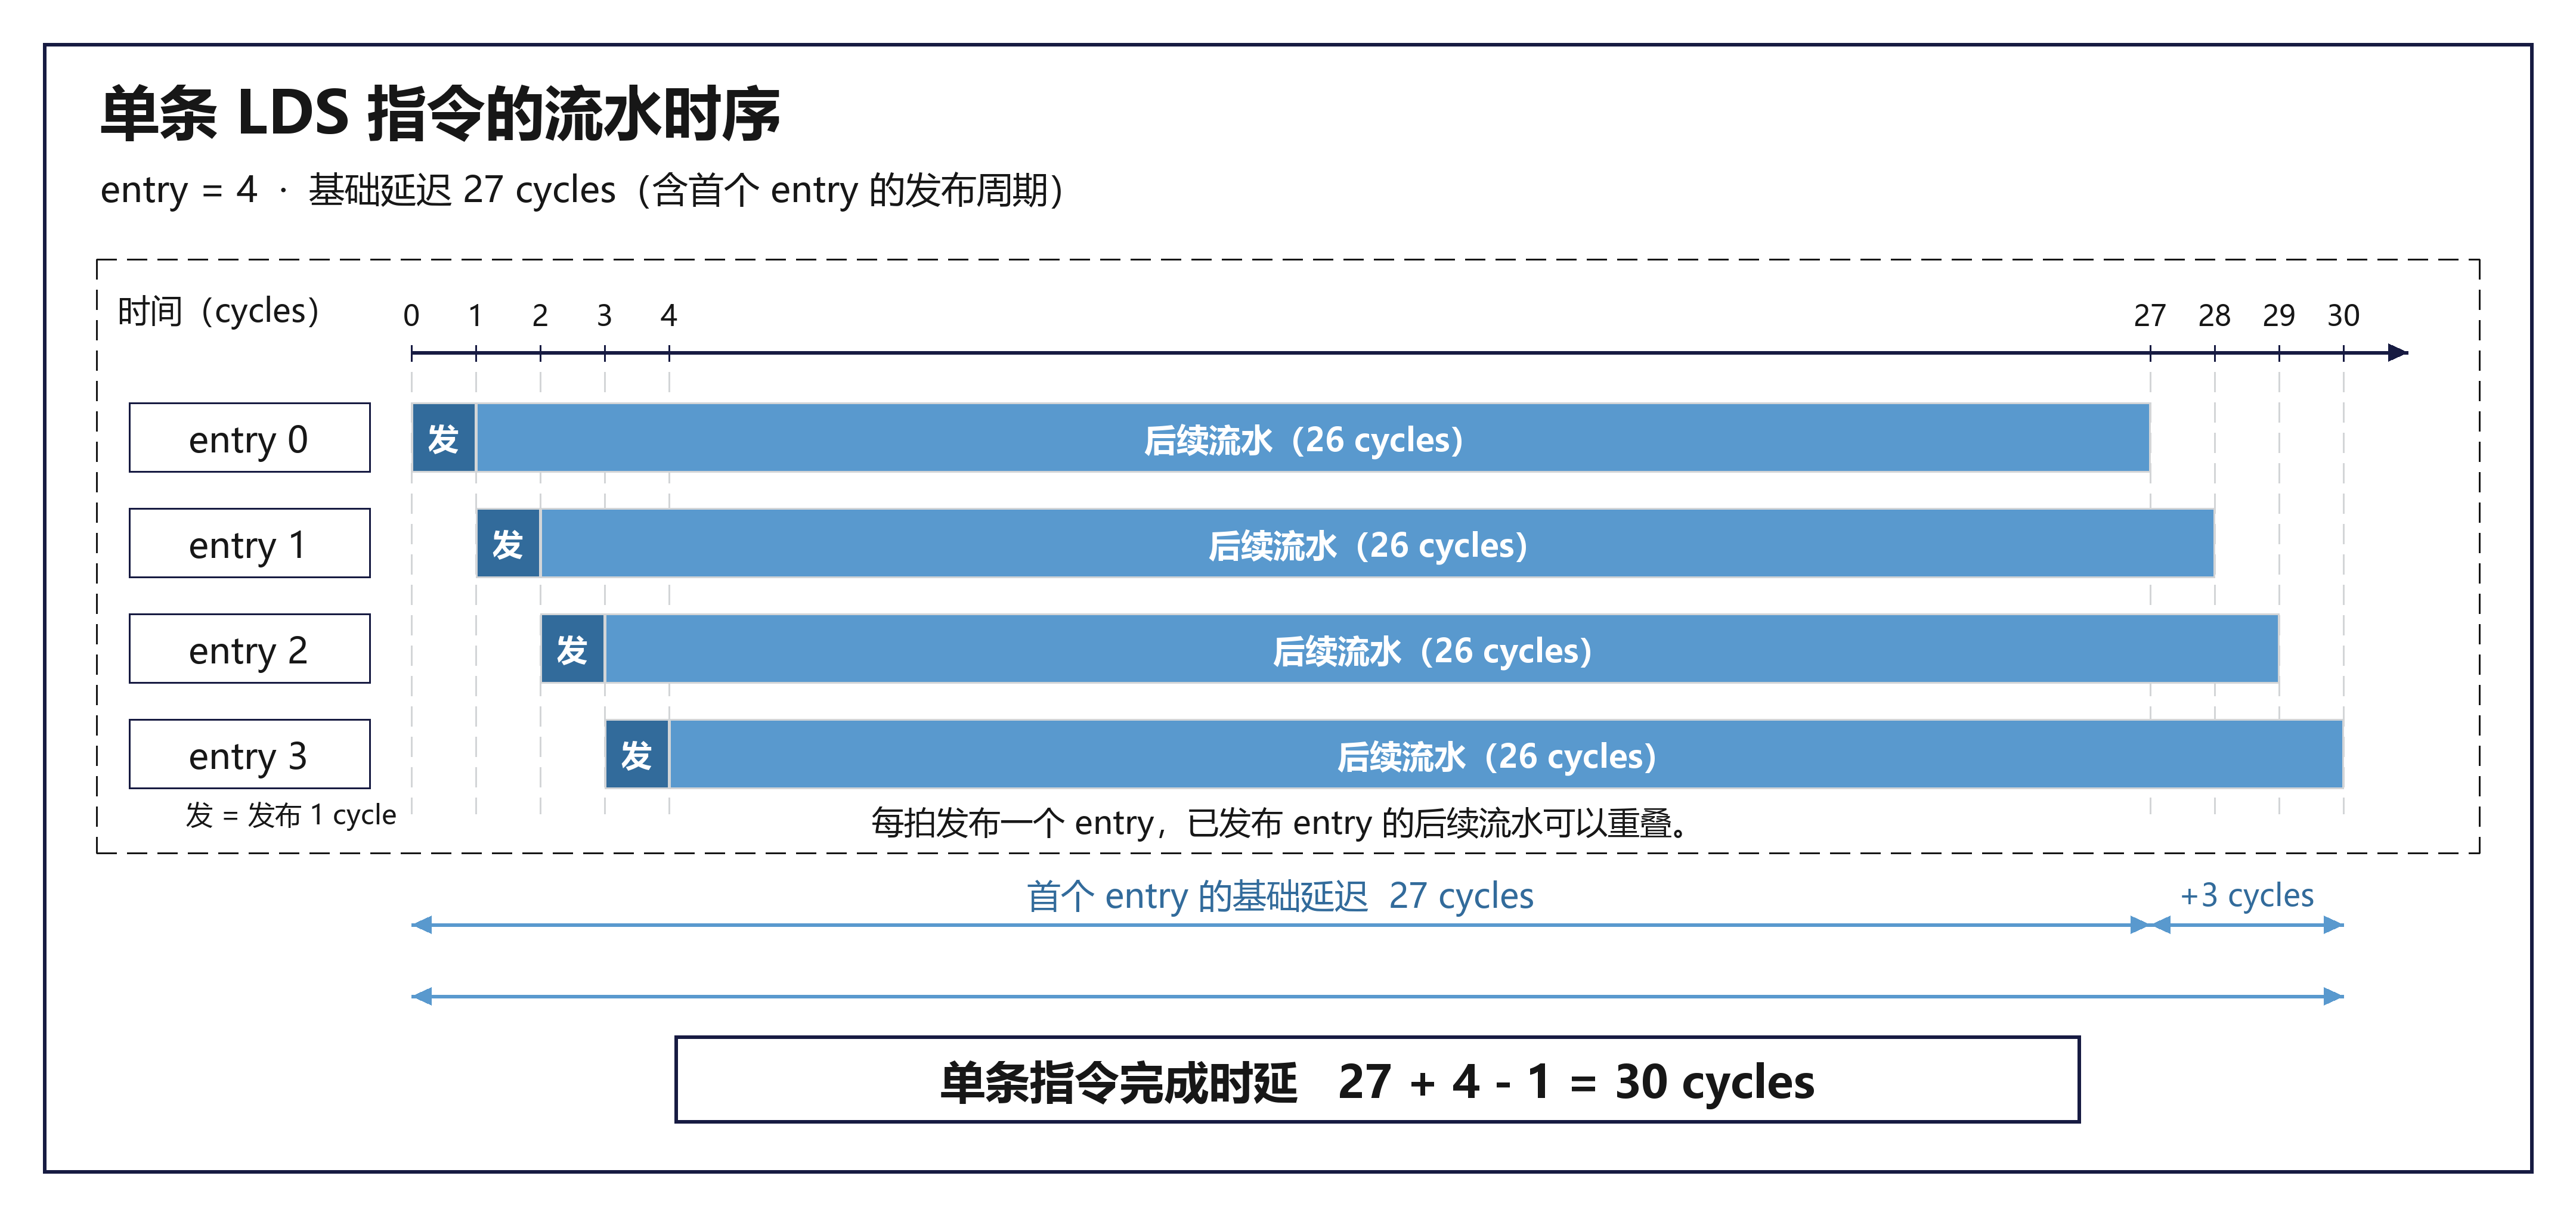 单条 LDS 指令的流水时序
entry = 4 · 基础延迟 27 cycles（含首个 entry 的发布周期）
时间（cycles） 0 1 2 3 4 27 28 29 30
entry 0 发 后续流水（26 cycles）
entry 1 发 后续流水（26 cycles）
entry 2 发 后续流水（26 cycles）
entry 3 发 后续流水（26 cycles）
发 = 发布 1 cycle
每拍发布一个 entry，已发布 entry 的后续流水可以重叠。
首个 entry 的基础延迟 27 cycles +3 cycles
单条指令完成时延 27 + 4 - 1 = 30 cycles